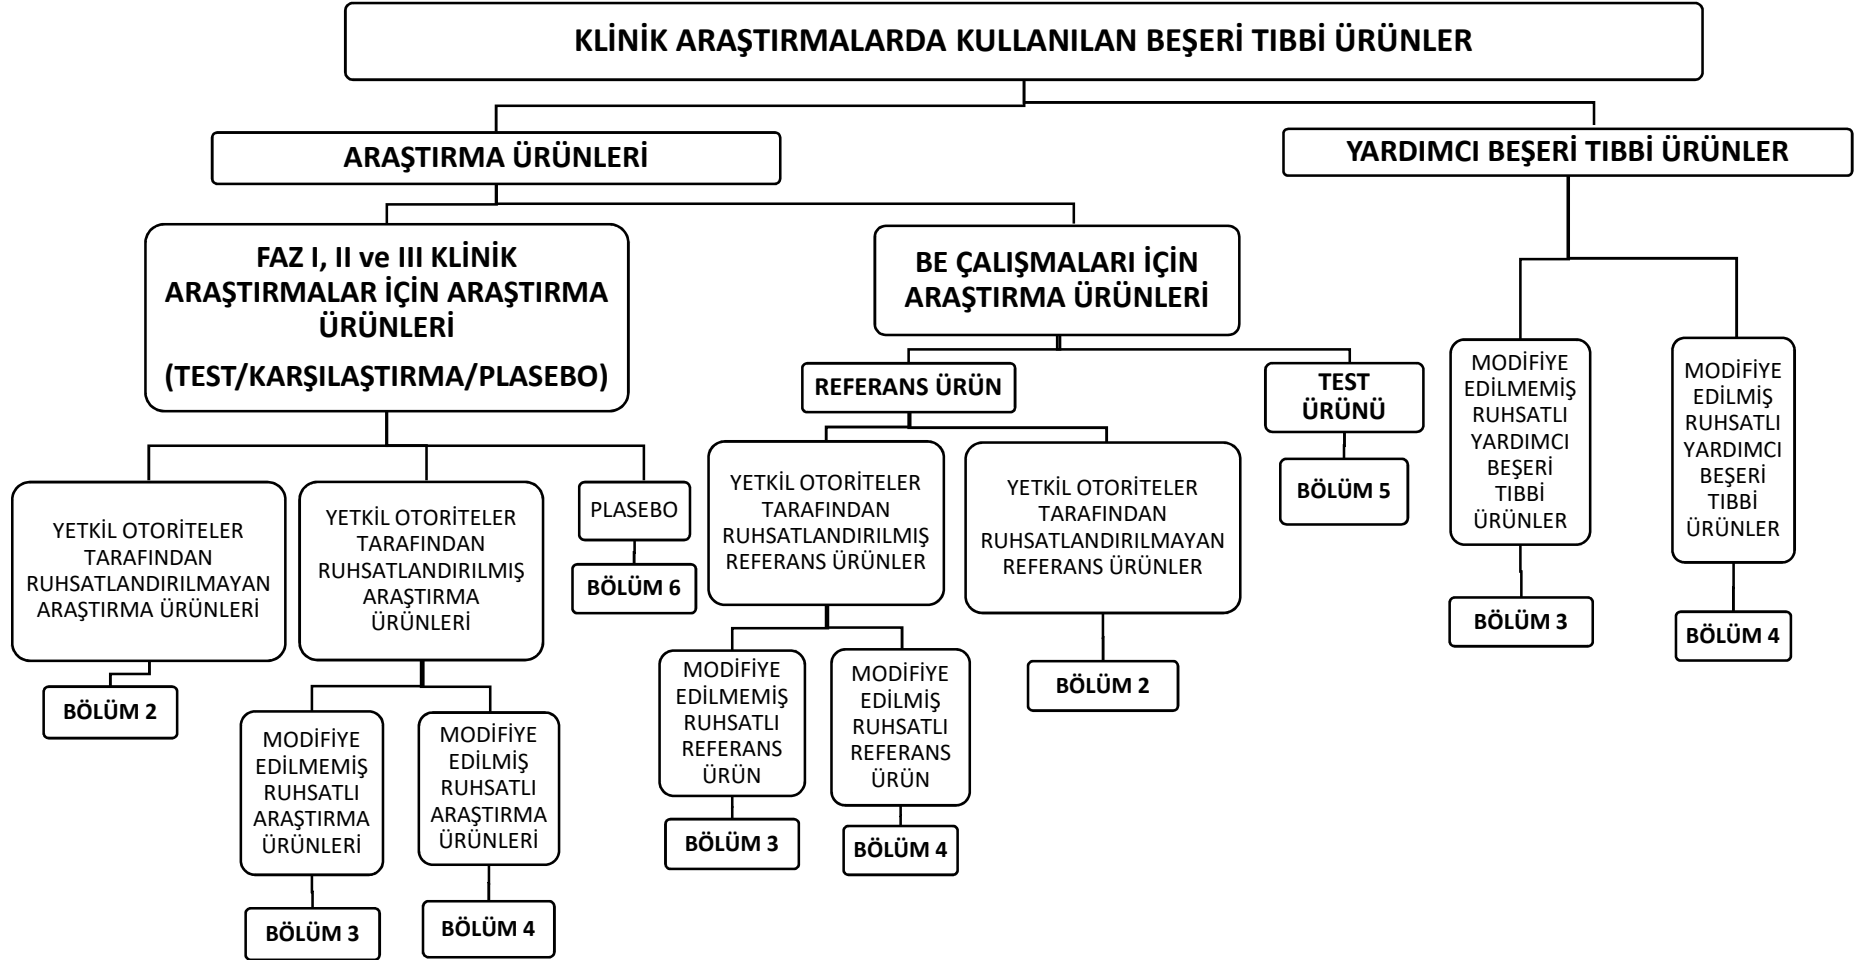 KLİNİK ARAŞTIRMALARDA KULLANILAN BEŞERİ TIBBİ ÜRÜNLER
ARAŞTIRMA ÜRÜNLERİ
YARDIMCI BEŞERİ TIBBİ ÜRÜNLER
FAZ I, II ve III KLİNİK
ARAŞTIRMALAR İÇİN ARAŞTIRMA
ÜRÜNLERİ
(TEST/KARŞILAŞTIRMA/PLASEBO)
BE ÇALIŞMALARI İÇİN
ARAŞTIRMA ÜRÜNLERİ
REFERANS ÜRÜN
TEST
ÜRÜNÜ
BÖLÜM 5
YETKİL OTORİTELER
TARAFINDAN
RUHSATLANDIRILMAYAN
ARAŞTIRMA ÜRÜNLERİ
BÖLÜM 2
YETKİL OTORİTELER
TARAFINDAN
RUHSATLANDIRILMIŞ
ARAŞTIRMA
ÜRÜNLERİ
PLASEBO
BÖLÜM 6
MODİFİYE
EDİLMEMİŞ
RUHSATLI
ARAŞTIRMA
ÜRÜNLERİ
BÖLÜM 3
MODİFİYE
EDİLMİŞ
RUHSATLI
ARAŞTIRMA
ÜRÜNLERİ
BÖLÜM 4
YETKİL OTORİTELER
TARAFINDAN
RUHSATLANDIRILMIŞ
REFERANS ÜRÜNLER
YETKİL OTORİTELER
TARAFINDAN
RUHSATLANDIRILMAYAN
REFERANS ÜRÜNLER
BÖLÜM 2
MODİFİYE
EDİLMEMİŞ
RUHSATLI
REFERANS
ÜRÜN
BÖLÜM 3
MODİFİYE
EDİLMİŞ
RUHSATLI
REFERANS
ÜRÜN
BÖLÜM 4
MODİFİYE
EDİLMEMİŞ
RUHSATLI
YARDIMCI
BEŞERİ
TIBBİ
ÜRÜNLER
BÖLÜM 3
MODİFİYE
EDİLMİŞ
RUHSATLI
YARDIMCI
BEŞERİ
TIBBİ
ÜRÜNLER
BÖLÜM 4